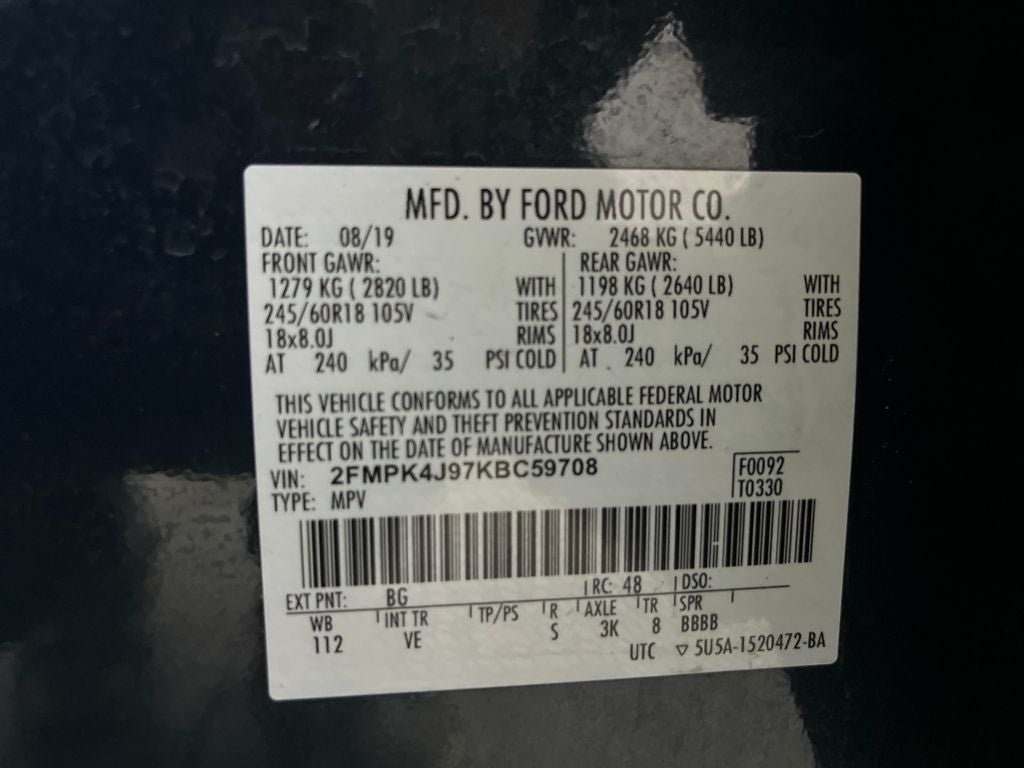 MFD. BY FORD MOTOR CO.
DATE: 08/19 GVWR: 2468 KG ( 5440 LB)
FRONT GAWR: REAR GAWR:
1279 KG ( 2820 LB) WITH 1198 KG ( 2640 LB) WITH
245/60R18 105V TIRES 245/60R18 105V TIRES
18x8.0J RIMS 18x8.0J RIMS
AT 240 kPa/ 35 PSI COLD AT 240 kPa/ 35 PSI COLD
THIS VEHICLE CONFORMS TO ALL APPLICABLE FEDERAL MOTOR
VEHICLE SAFETY AND THEFT PREVENTION STANDARDS IN
EFFECT ON THE DATE OF MANUFACTURE SHOWN ABOVE.
VIN: 2FMPK4J97KBC59708 F0092
TYPE: MPV T0330
EXT PNT: BG RC: 48 DSO:
WB INT TR TP/PS R AXLE TR SPR
112 VE S 3K 8 BBBB
UTC ▽ 5U5A-1520472-BA